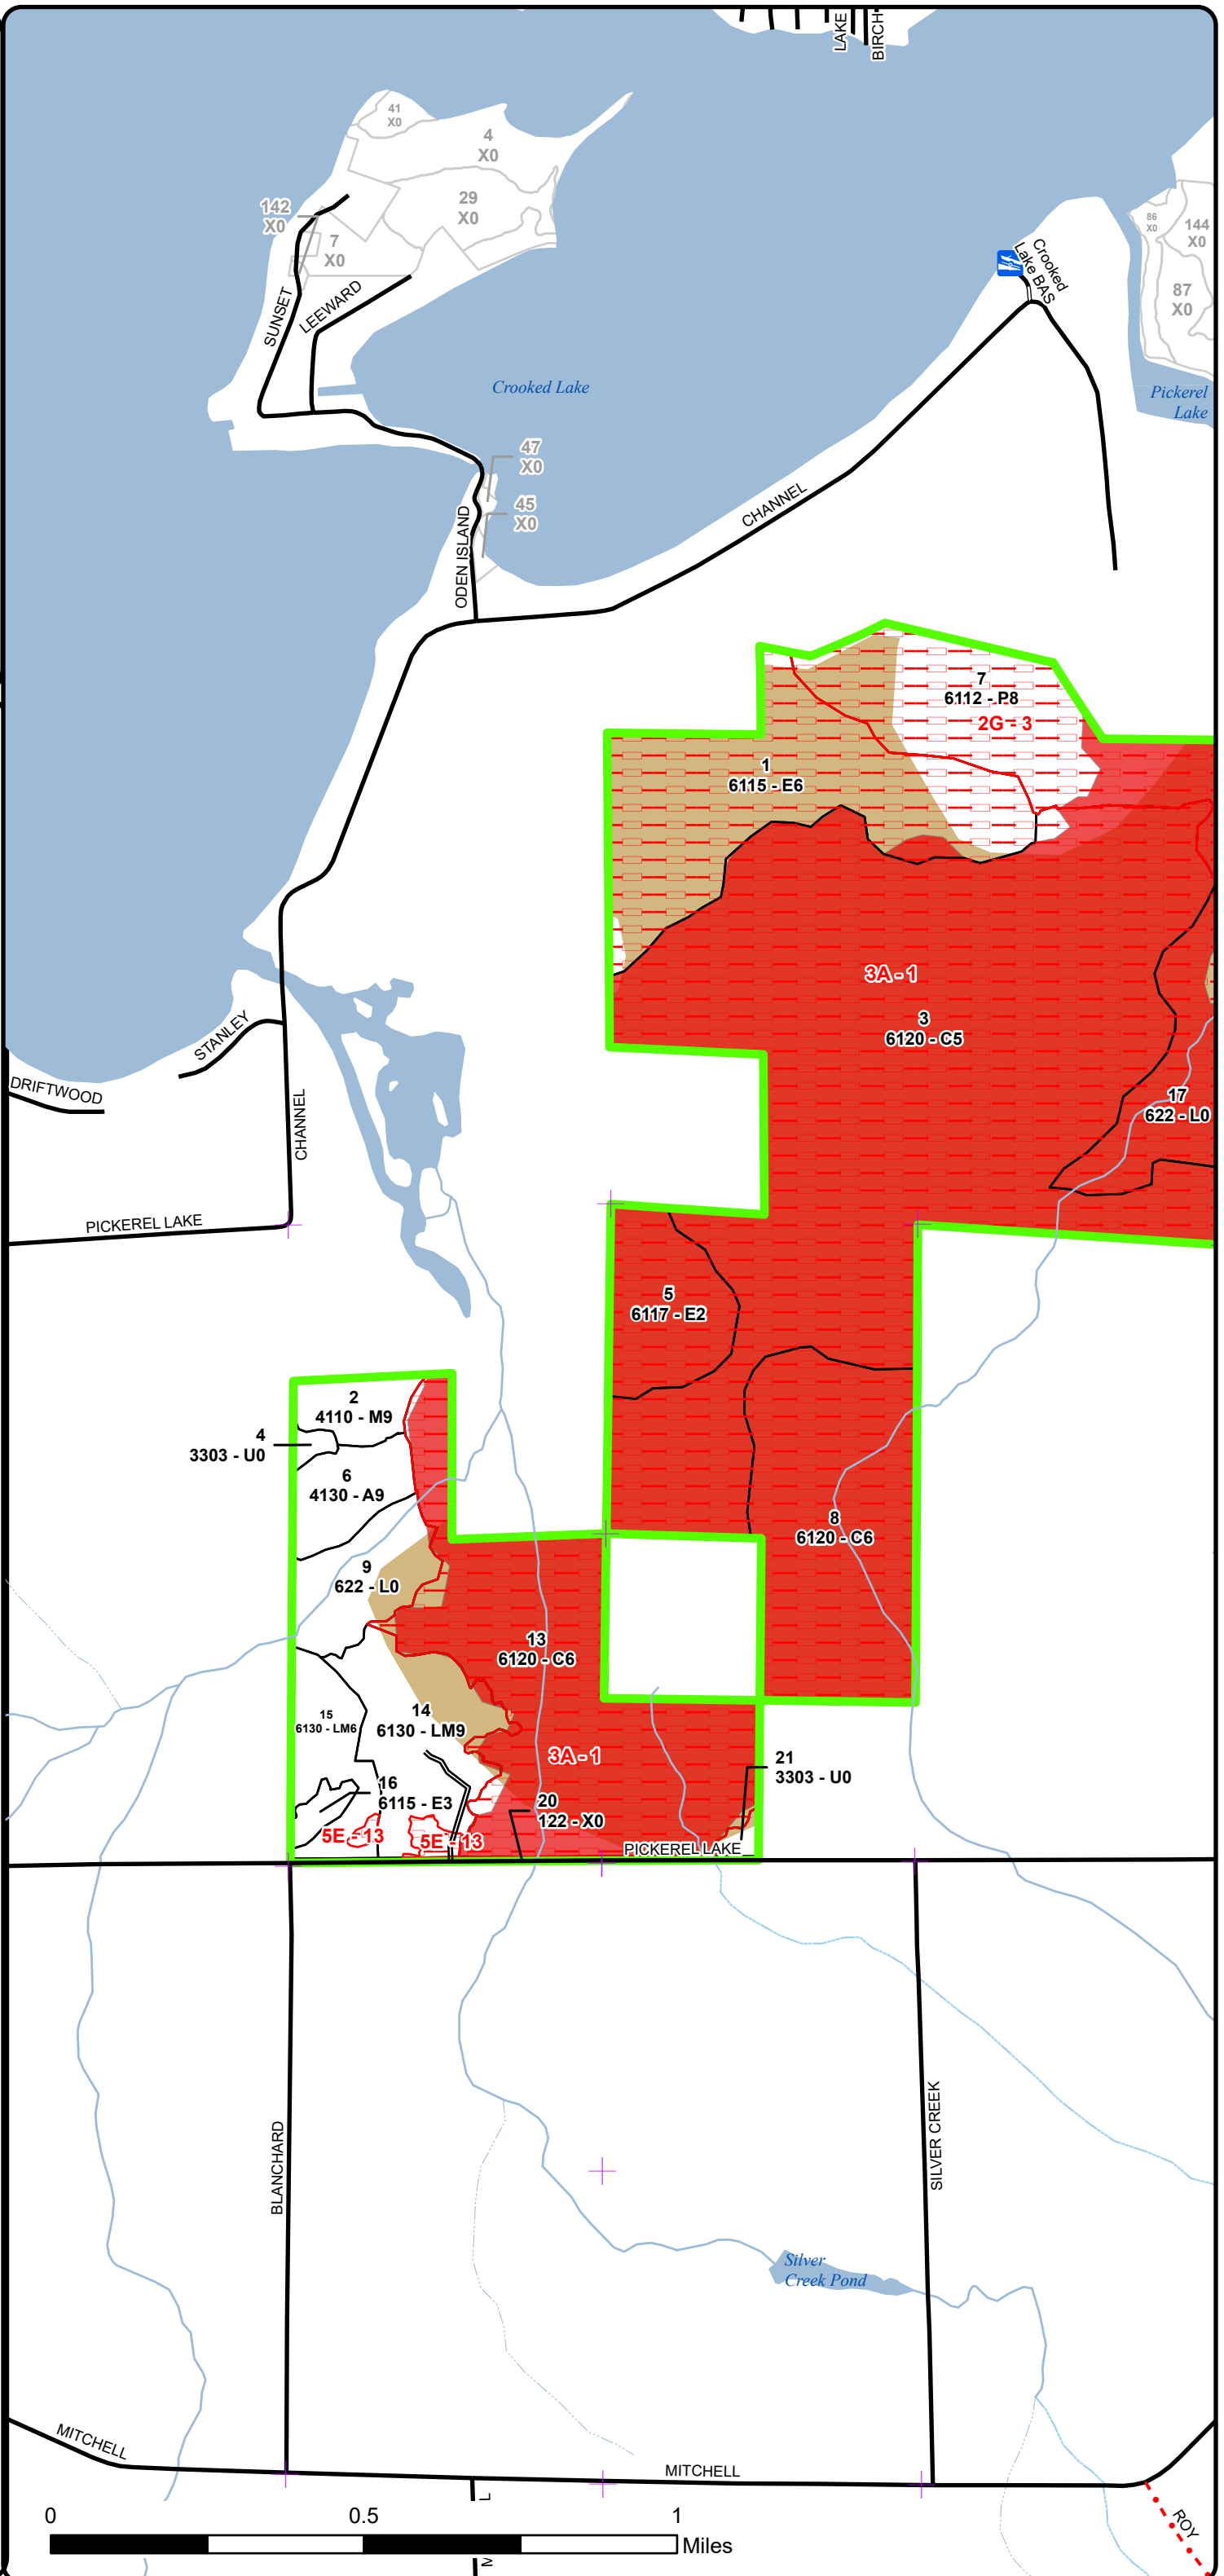 LAKE
BIRCH
41
X0
4
X0
29
X0
142
X0
7
X0
86
X0
144
X0
87
X0
SUNSET
LEEWARD
Crooked
Lake BAS
Crooked Lake
Pickerel
Lake
47
X0
45
X0
ODEN ISLAND
CHANNEL
7
6112 - P8
2G - 3
1
6115 - E6
3A - 1
3
6120 - C5
STANLEY
DRIFTWOOD
CHANNEL
17
622 - L0
PICKEREL LAKE
5
6117 - E2
2
4110 - M9
4
3303 - U0
6
4130 - A9
8
6120 - C6
9
622 - L0
13
6120 - C6
15
6130 - LM6
14
6130 - LM9
3A - 1
16
6115 - E3
21
3303 - U0
20
122 - X0
5E - 13
5E - 13
PICKEREL LAKE
BLANCHARD
SILVER CREEK
Silver
Creek Pond
MITCHELL
MITCHELL
ROY
0
0.5
1
Miles